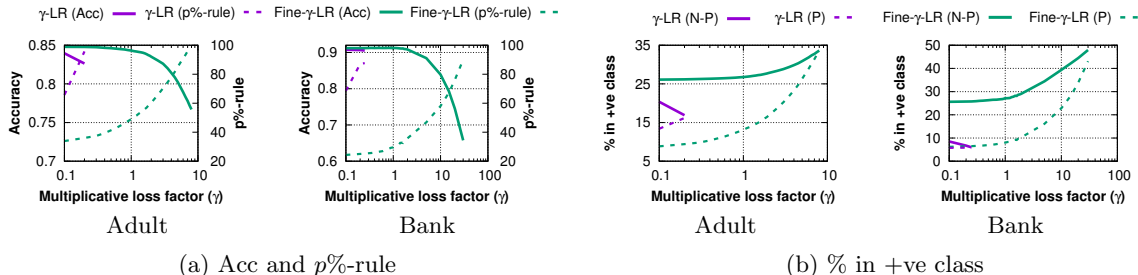 γ-LR (Acc) γ-LR (p%-rule) Fine-γ-LR (Acc) Fine-γ-LR (p%-rule)
0.85 0.8 0.75 0.7
Accuracy
100 80 60 40 20
p%-rule
0.1 1 10
Multiplicative loss factor (γ)
Adult
0.9 0.8 0.7 0.6
Accuracy
100 80 60 40 20
p%-rule
0.1 1 10 100
Multiplicative loss factor (γ)
Bank
(a) Acc and p%-rule
γ-LR (N-P) γ-LR (P) Fine-γ-LR (N-P) Fine-γ-LR (P)
35 25 15 5
% in +ve class
0.1 1 10
Multiplicative loss factor (γ)
Adult
50 40 30 20 10 0
% in +ve class
0.1 1 10 100
Multiplicative loss factor (γ)
Bank
(b) % in +ve class